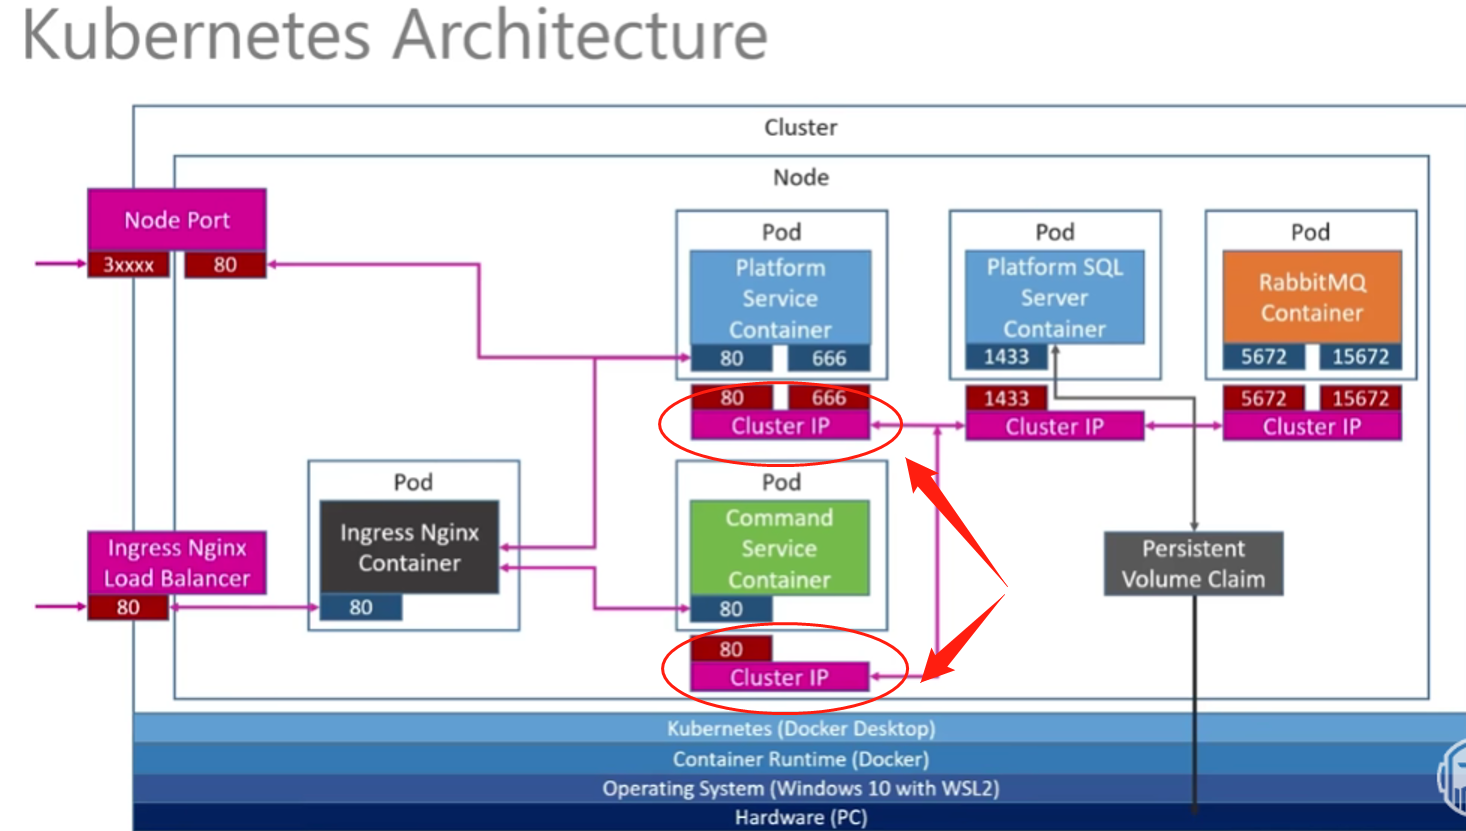 Kubernetes Architecture
Cluster
Node
Node Port
3xxxx
80
Pod
Platform
Service
Container
80
666
80
666
Cluster IP
Pod
Platform SQL
Server
Container
1433
1433
Cluster IP
Pod
RabbitMQ
Container
5672
15672
5672
15672
Cluster IP
Pod
Ingress Nginx
Container
80
Ingress Nginx
Load Balancer
80
Pod
Command
Service
Container
80
80
Cluster IP
Persistent
Volume Claim
Kubernetes (Docker Desktop)
Container Runtime (Docker)
Operating System (Windows 10 with WSL2)
Hardware (PC)